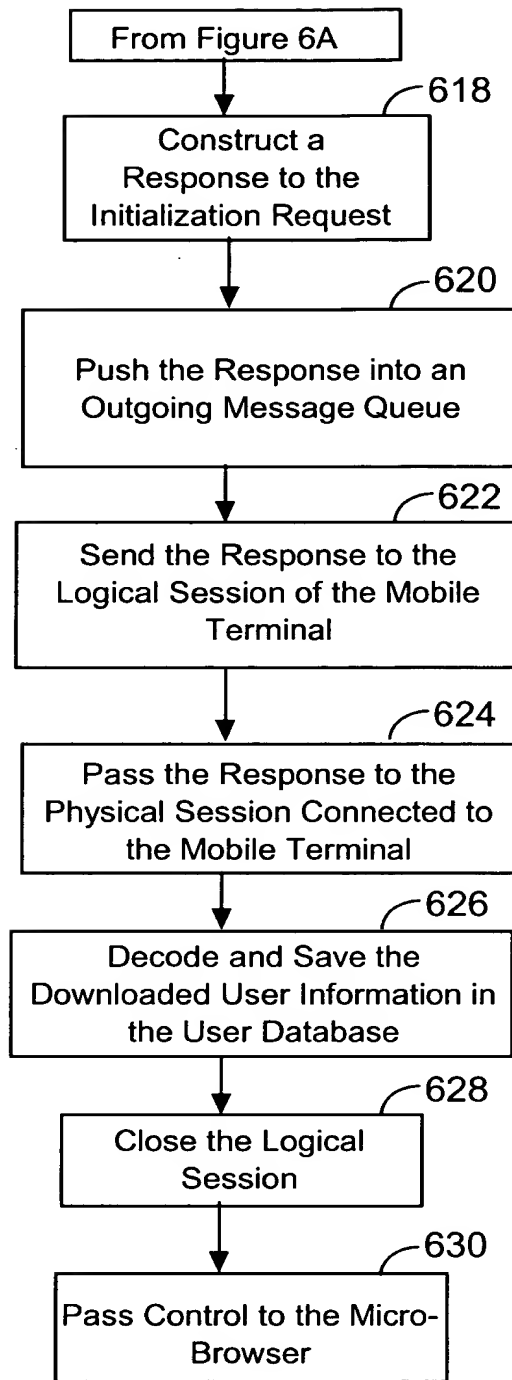 From Figure 6A
618
Construct a
Response to the
Initialization Request
620
Push the Response into an
Outgoing Message Queue
622
Send the Response to the
Logical Session of the Mobile
Terminal
624
Pass the Response to the
Physical Session Connected to
the Mobile Terminal
626
Decode and Save the
Downloaded User Information in
the User Database
628
Close the Logical
Session
630
Pass Control to the Micro-
Browser